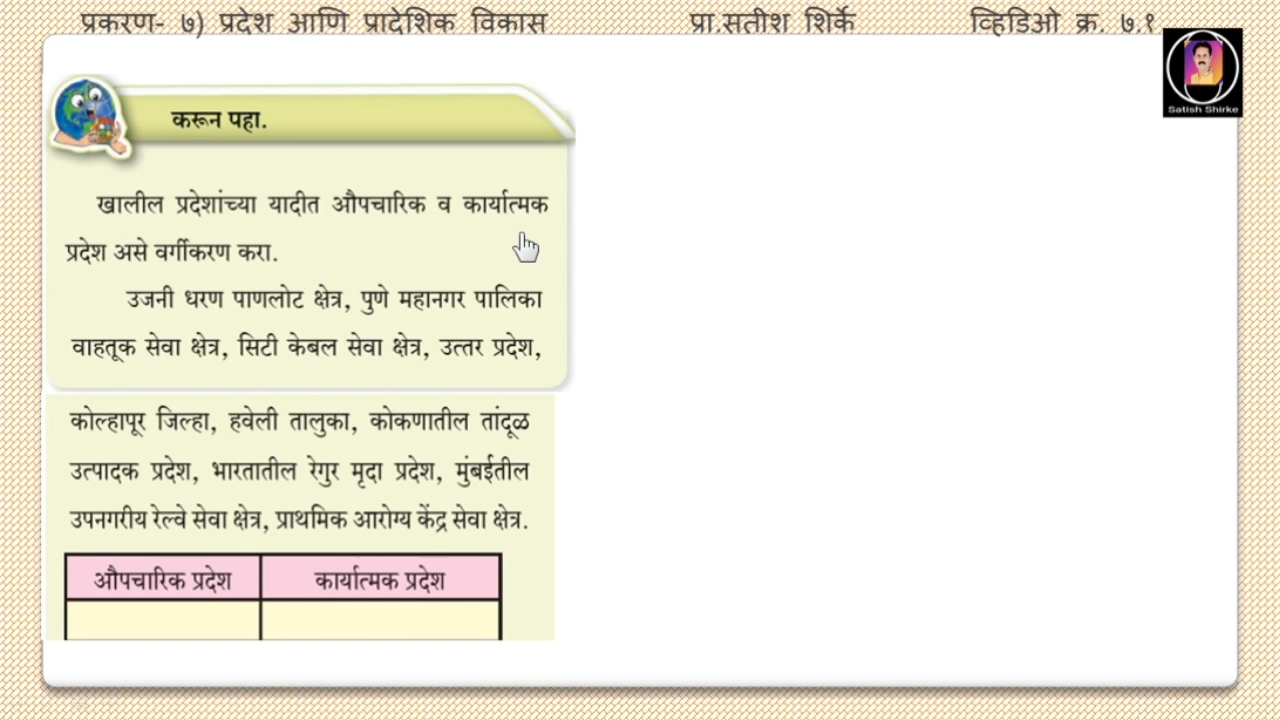 प्रकरण- ७) प्रदेश आणि प्रादेशिक विकास प्रा.सतीश शिर्के व्हिडिओ क्र. ७.१
Satish Shirke
करून पहा.
खालील प्रदेशांच्या यादीत औपचारिक व कार्यात्मक
प्रदेश असे वर्गीकरण करा.
उजनी धरण पाणलोट क्षेत्र, पुणे महानगर पालिका
वाहतूक सेवा क्षेत्र, सिटी केबल सेवा क्षेत्र, उत्तर प्रदेश,
कोल्हापूर जिल्हा, हवेली तालुका, कोकणातील तांदूळ
उत्पादक प्रदेश, भारतातील रेगुर मृदा प्रदेश, मुंबईतील
उपनगरीय रेल्वे सेवा क्षेत्र, प्राथमिक आरोग्य केंद्र सेवा क्षेत्र.
औपचारिक प्रदेश कार्यात्मक प्रदेश